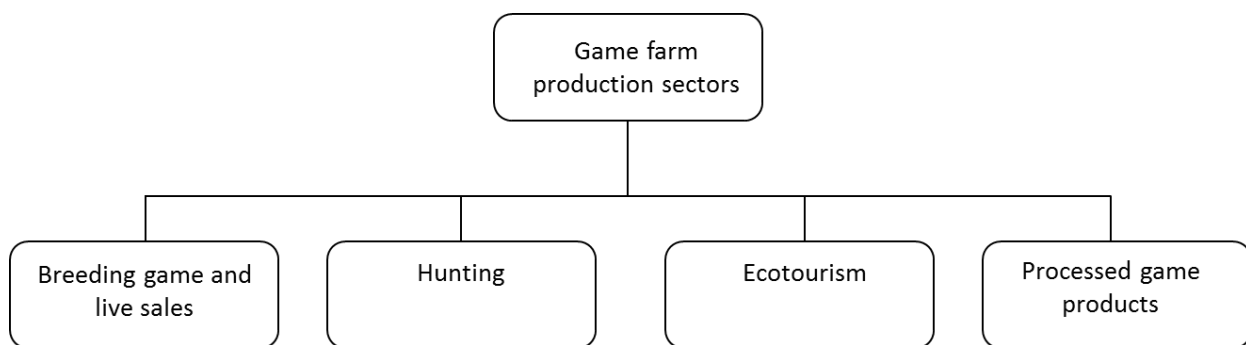 Game farm
production sectors
Breeding game and
live sales
Hunting
Ecotourism
Processed game
products